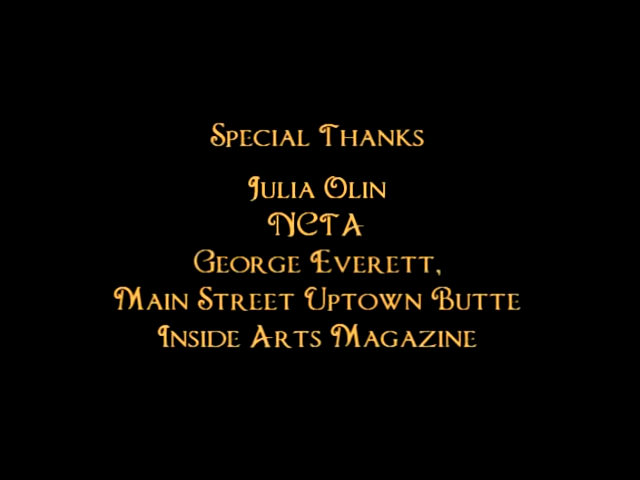 Special Thanks
Julia Olin
NCTA
George Everett,
Main Street Uptown Butte
Inside Arts Magazine